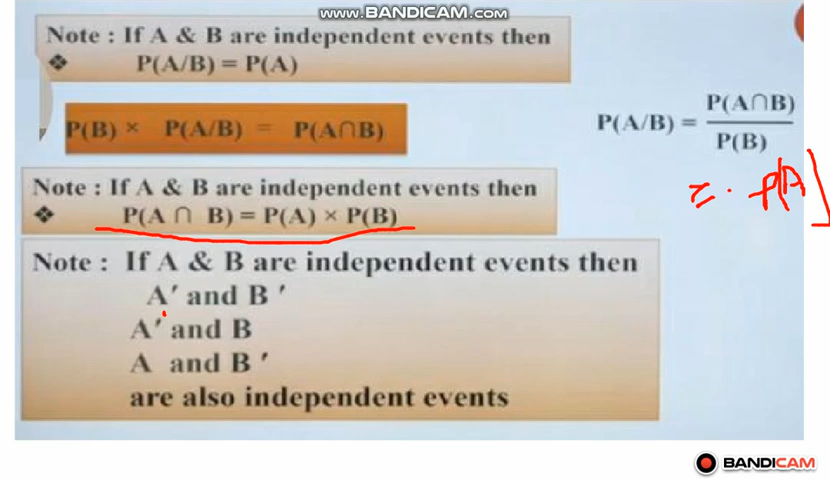 www.BANDICAM.com
Note : If A & B are independent events then
❖ P(A/B) = P(A)
P(B) × P(A/B) = P(A∩B)
P(A/B) = P(A∩B) / P(B)
= P(A)
Note : If A & B are independent events then
❖ P(A ∩ B) = P(A) × P(B)
Note : If A & B are independent events then
A′ and B ′
A′ and B
A and B ′
are also independent events
BANDICAM